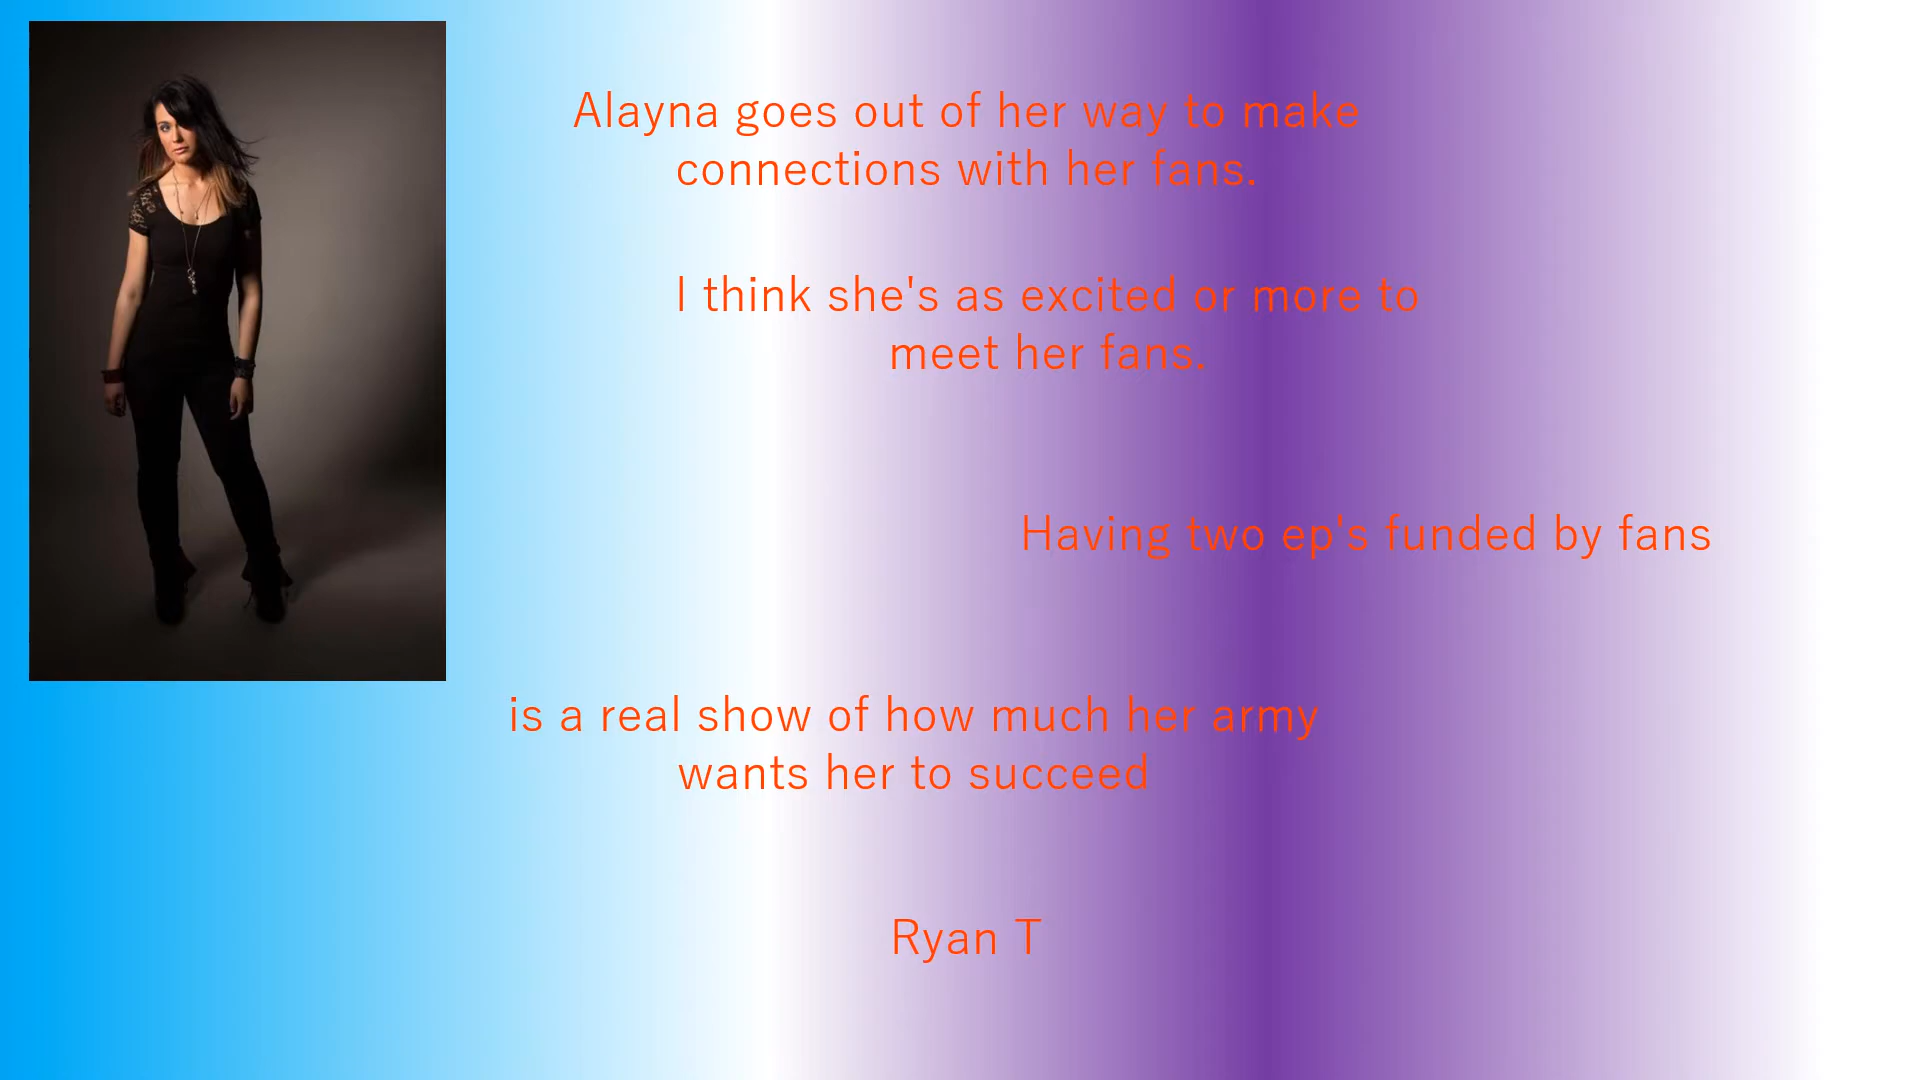 Alayna goes out of her way to make
connections with her fans.
I think she's as excited or more to
meet her fans.
Having two ep's funded by fans
is a real show of how much her army
wants her to succeed
Ryan T